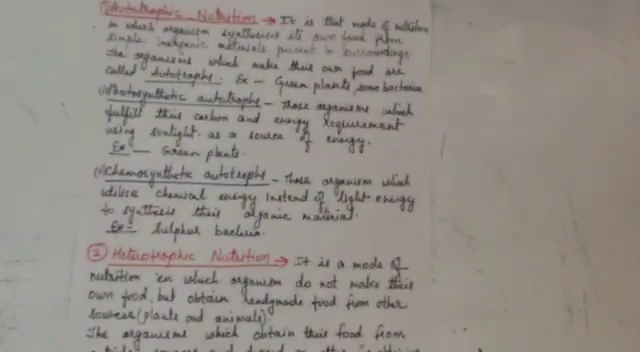 Autotrophic Nutrition → It is that mode of nutrition
in which organism synthesises its own food from
simple inorganic materials present in surrounding.
The organisms which make their own food are
called Autotrophs. Ex - Green plants, some bacteria
Photosynthetic autotrophs - Those organisms which
fulfill their carbon and energy requirement
using sunlight as a source of energy.
Ex - Green plants.
Chemosynthetic autotrophs - Those organism which
utilise chemical energy instead of light energy
to synthesis their organic material.
Ex - Sulphur bacteria.
② Heterotrophic Nutrition → It is a mode of
nutrition in which organism do not make their
own food, but obtain readymade food from other
sources (plants and animals)
The organisms which obtain their food from